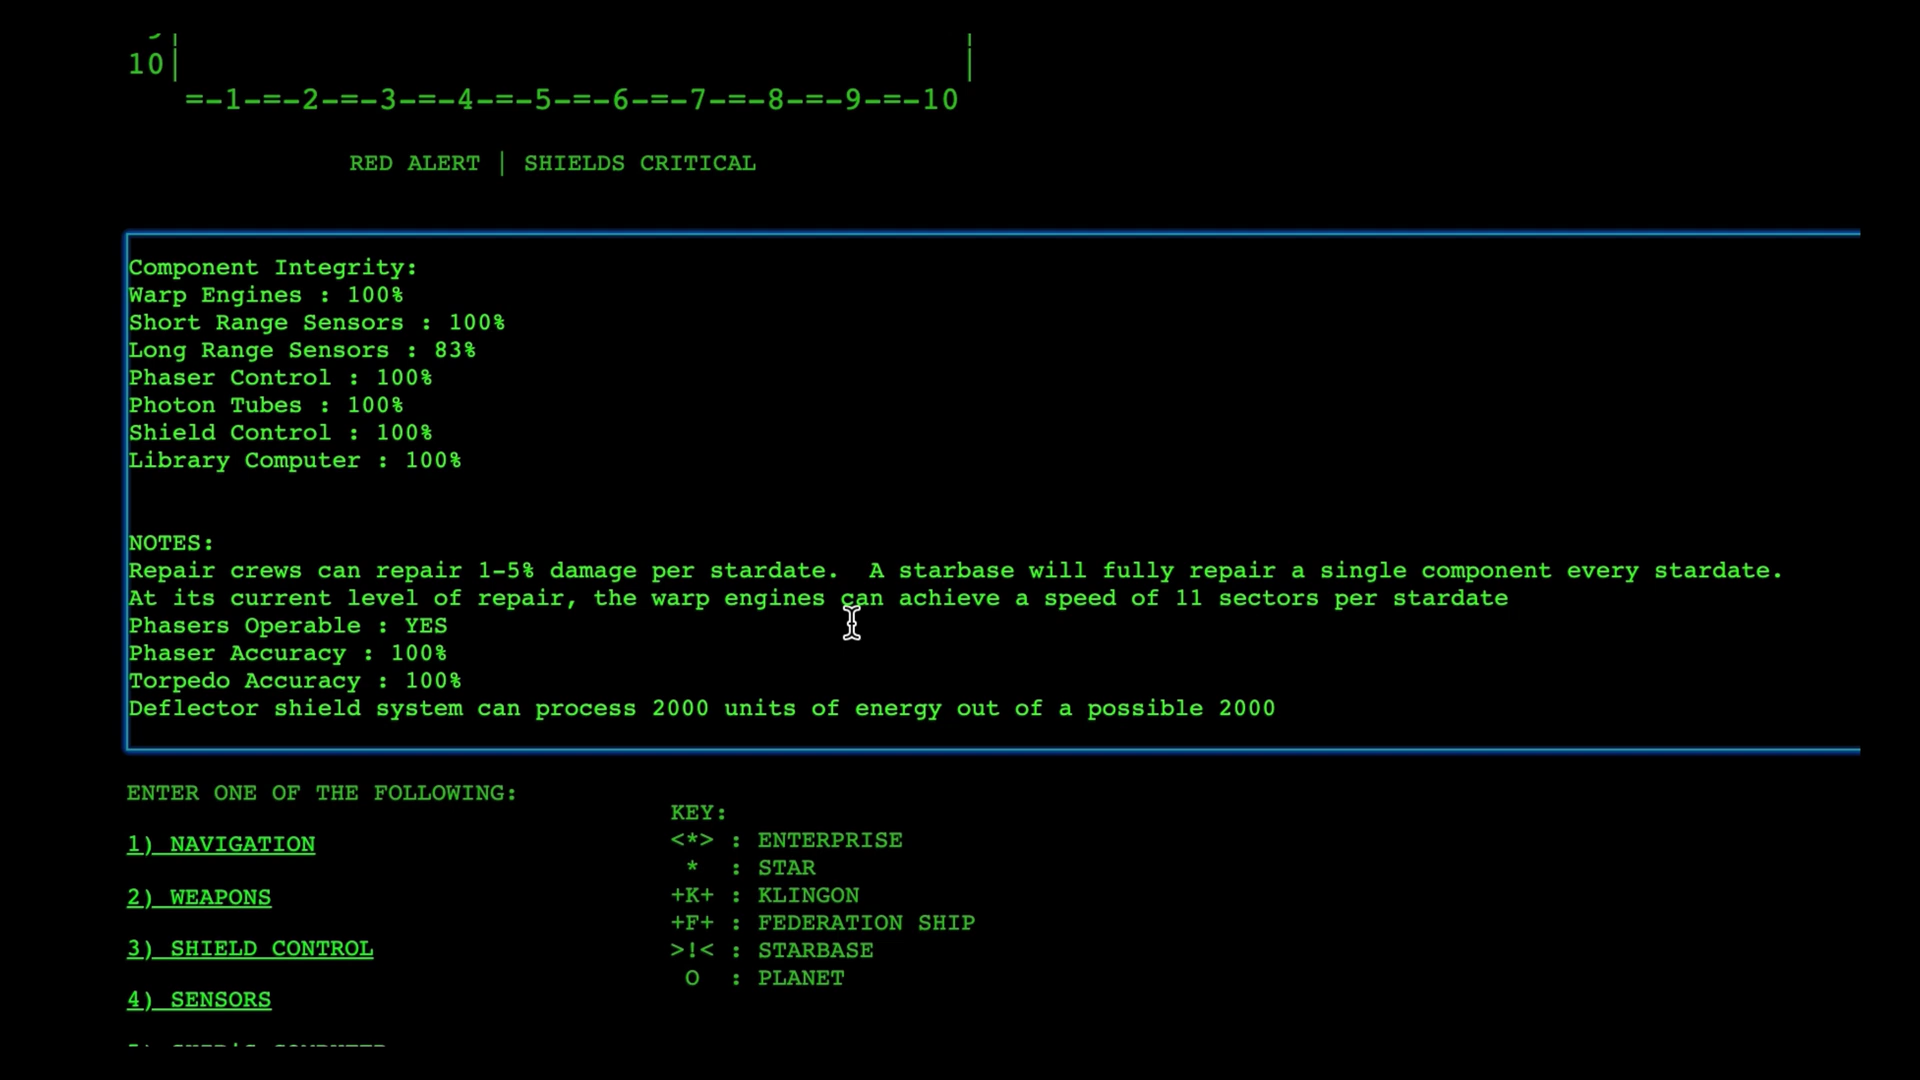 10|                                                       |
=-1-=-2-=-3-=-4-=-5-=-6-=-7-=-8-=-9-=-10
RED ALERT | SHIELDS CRITICAL
Component Integrity:
Warp Engines : 100%
Short Range Sensors : 100%
Long Range Sensors : 83%
Phaser Control : 100%
Photon Tubes : 100%
Shield Control : 100%
Library Computer : 100%
NOTES:
Repair crews can repair 1-5% damage per stardate.  A starbase will fully repair a single component every stardate.
At its current level of repair, the warp engines can achieve a speed of 11 sectors per stardate
Phasers Operable : YES
Phaser Accuracy : 100%
Torpedo Accuracy : 100%
Deflector shield system can process 2000 units of energy out of a possible 2000
ENTER ONE OF THE FOLLOWING:
1) NAVIGATION
2) WEAPONS
3) SHIELD CONTROL
4) SENSORS
KEY:
<*> : ENTERPRISE
* : STAR
+K+ : KLINGON
+F+ : FEDERATION SHIP
>!< : STARBASE
O : PLANET